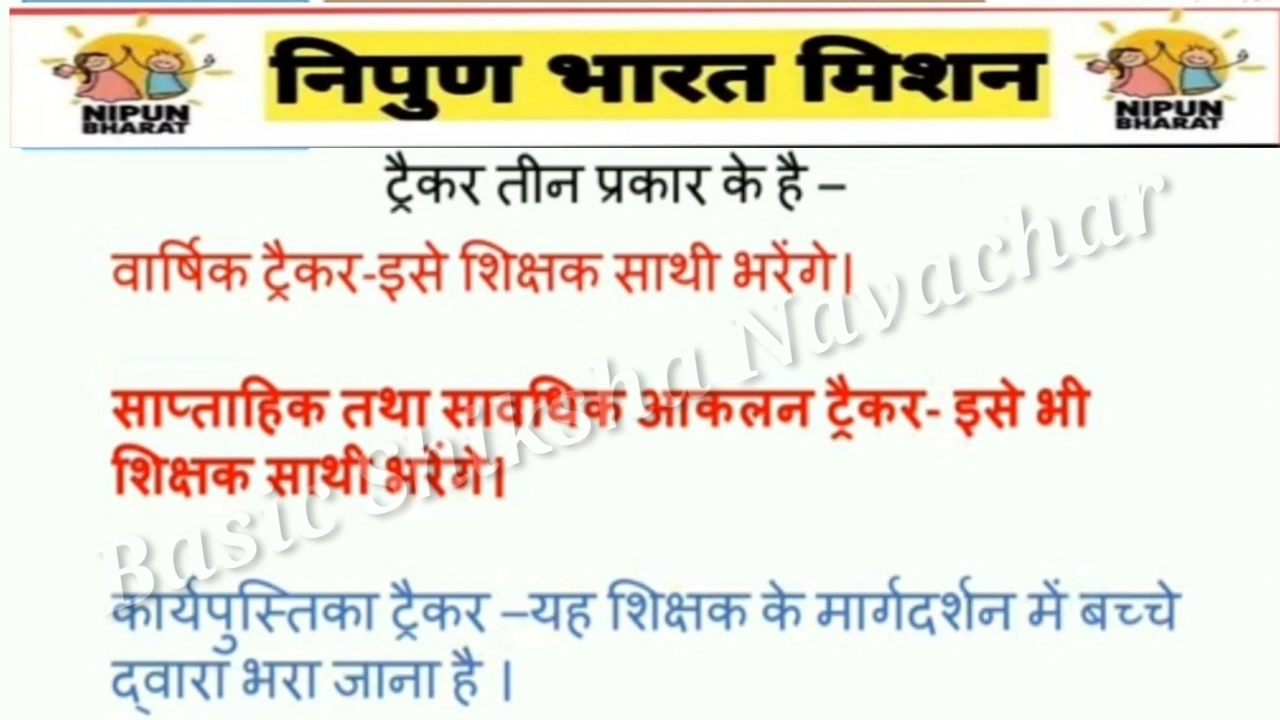 NIPUN
BHARAT
निपुण भारत मिशन
NIPUN
BHARAT
ट्रैकर तीन प्रकार के है –
वार्षिक ट्रैकर-इसे शिक्षक साथी भरेंगे।
साप्ताहिक तथा सावधिक आकलन ट्रैकर- इसे भी
शिक्षक साथी भरेंगे।
कार्यपुस्तिका ट्रैकर –यह शिक्षक के मार्गदर्शन में बच्चे
द्वारा भरा जाना है ।
Basic Shiksha Navachar